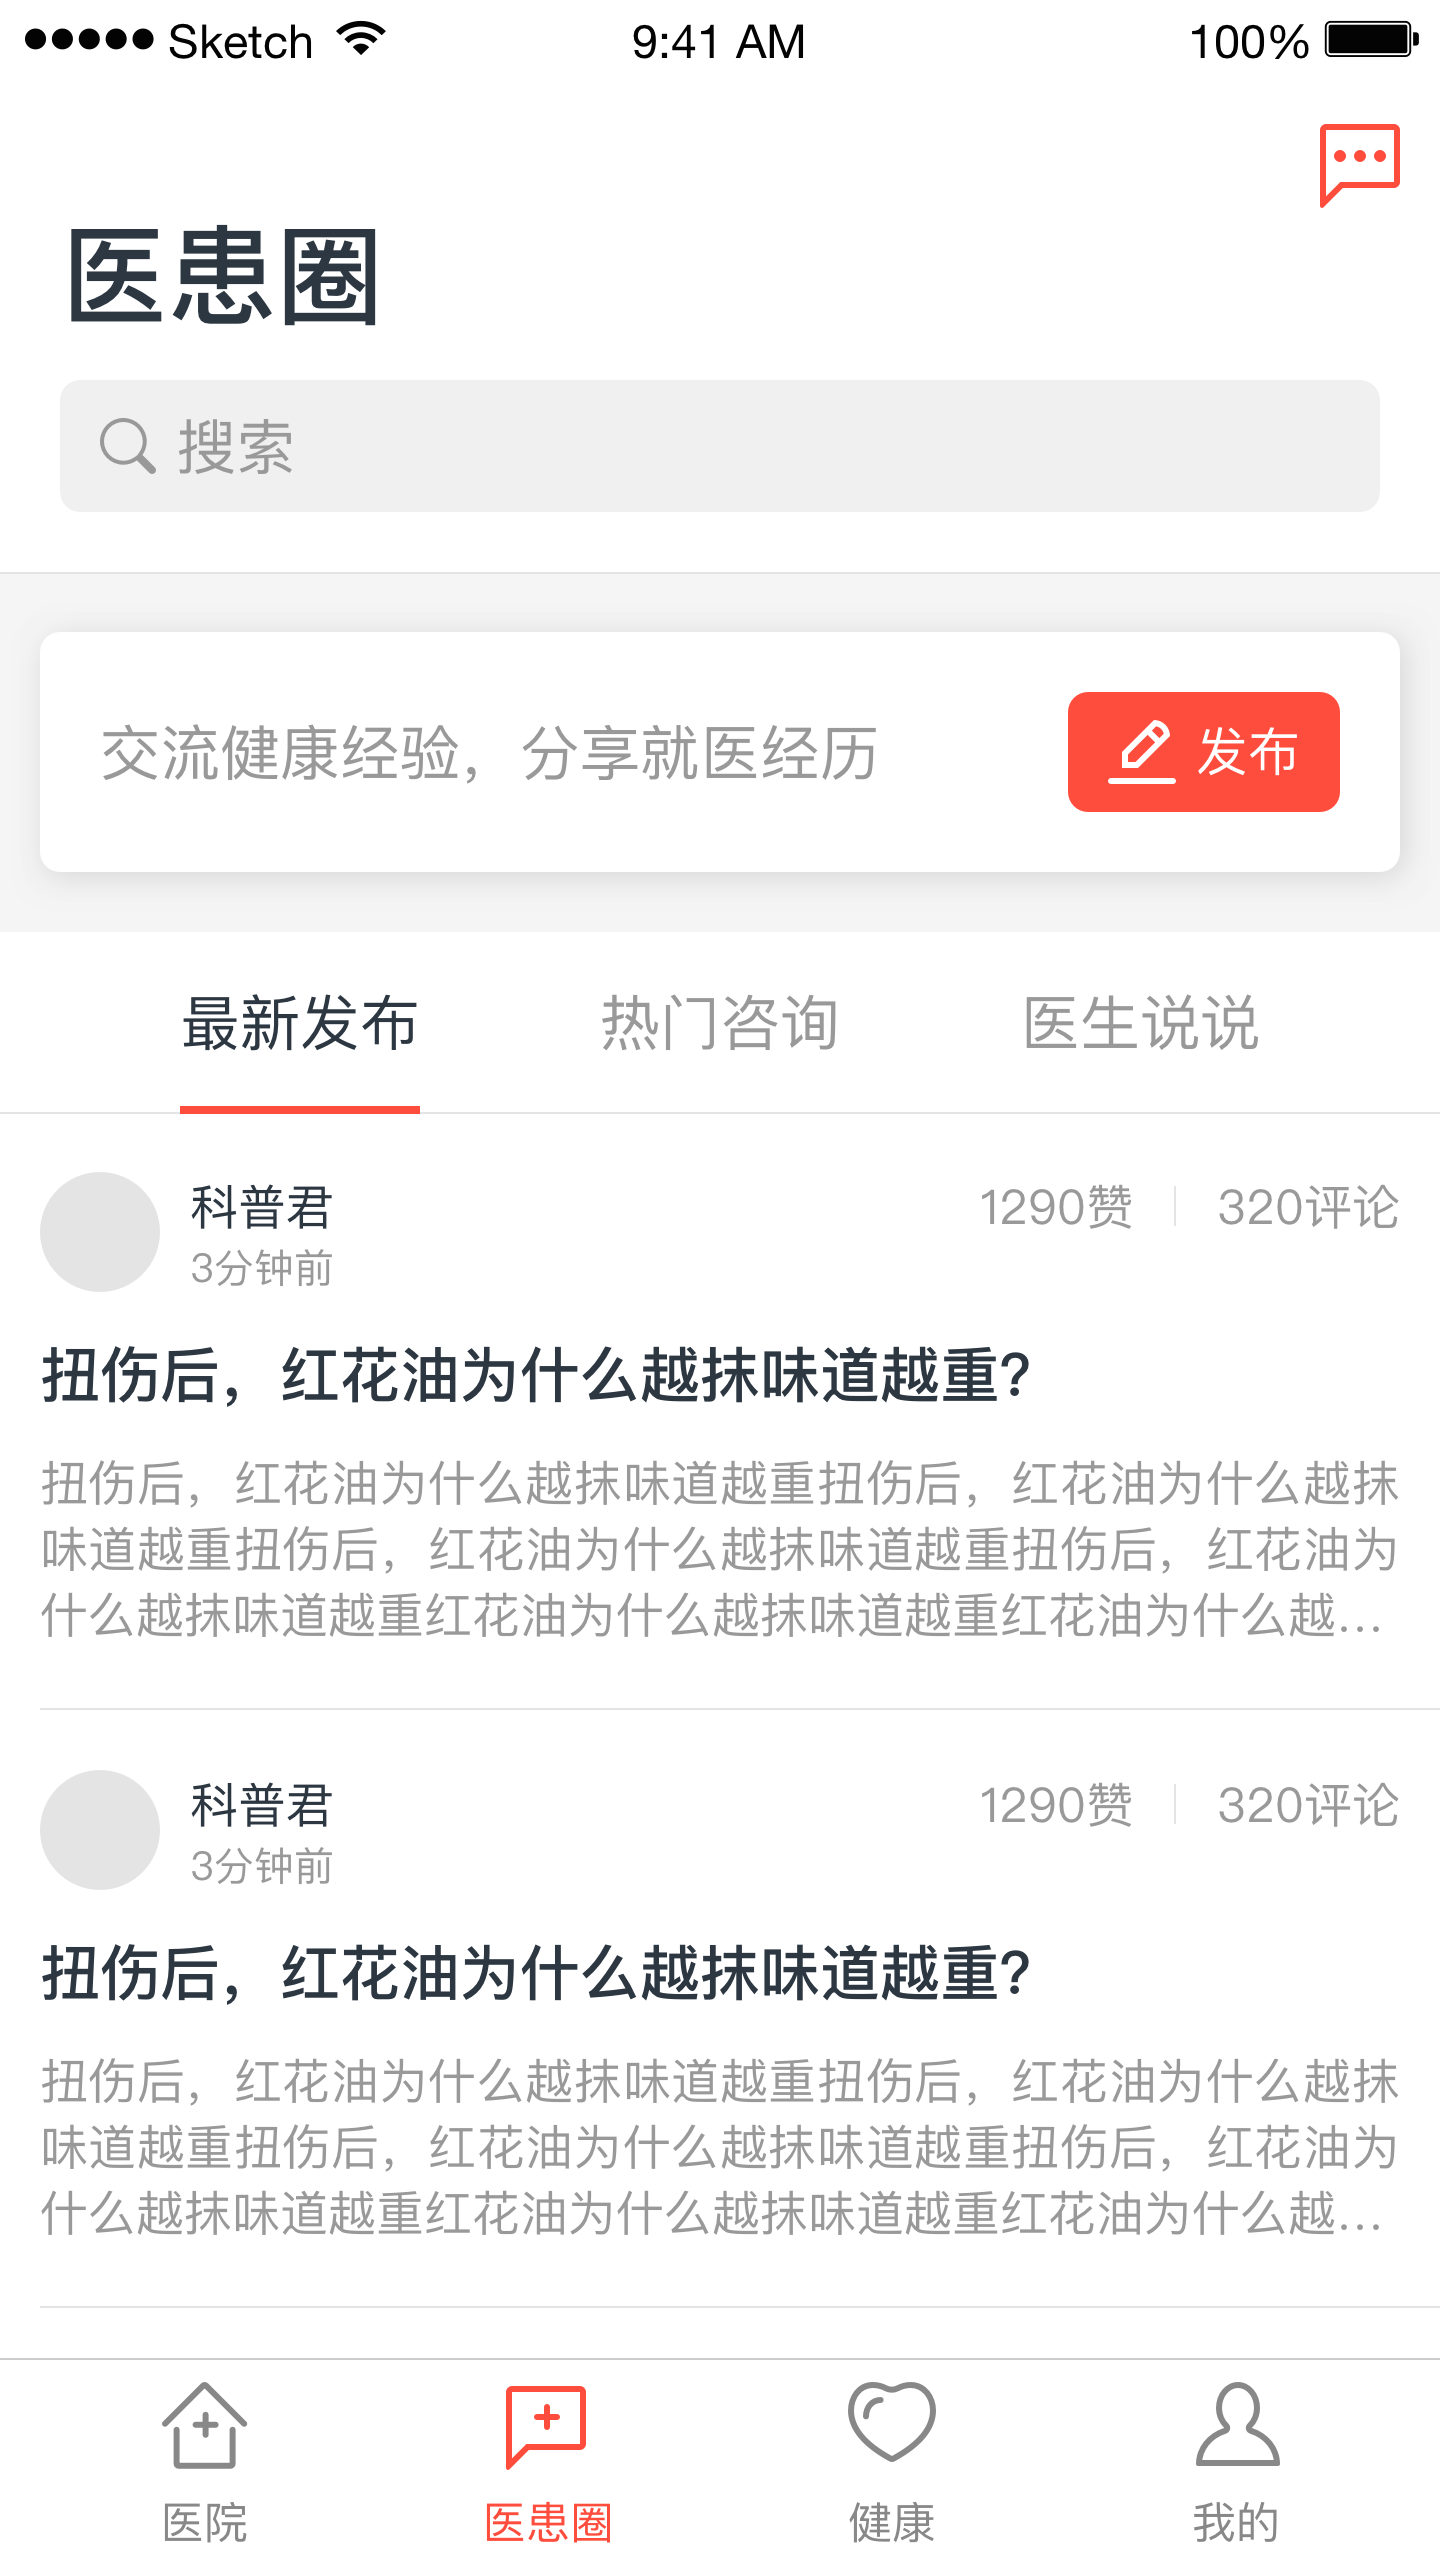 Sketch 9:41 AM 100%
医患圈
搜索
交流健康经验，分享就医经历 发布
最新发布 热门咨询 医生说说
科普君 1290赞 320评论
3分钟前
扭伤后，红花油为什么越抹味道越重?
扭伤后，红花油为什么越抹味道越重扭伤后，红花油为什么越抹
味道越重扭伤后，红花油为什么越抹味道越重扭伤后，红花油为
什么越抹味道越重红花油为什么越抹味道越重红花油为什么越...
科普君 1290赞 320评论
3分钟前
扭伤后，红花油为什么越抹味道越重?
扭伤后，红花油为什么越抹味道越重扭伤后，红花油为什么越抹
味道越重扭伤后，红花油为什么越抹味道越重扭伤后，红花油为
什么越抹味道越重红花油为什么越抹味道越重红花油为什么越...
医院 医患圈 健康 我的